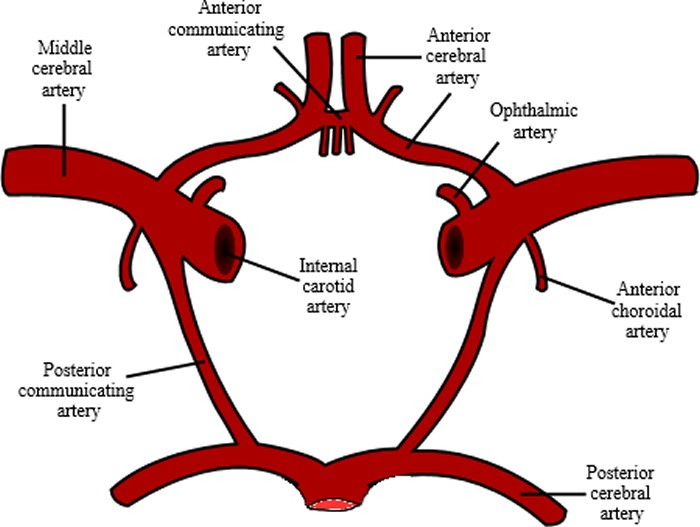 Anterior
communicating
artery
Middle
cerebral
artery
Anterior
cerebral
artery
Ophthalmic
artery
Internal
carotid
artery
Anterior
choroidal
artery
Posterior
communicating
artery
Posterior
cerebral
artery